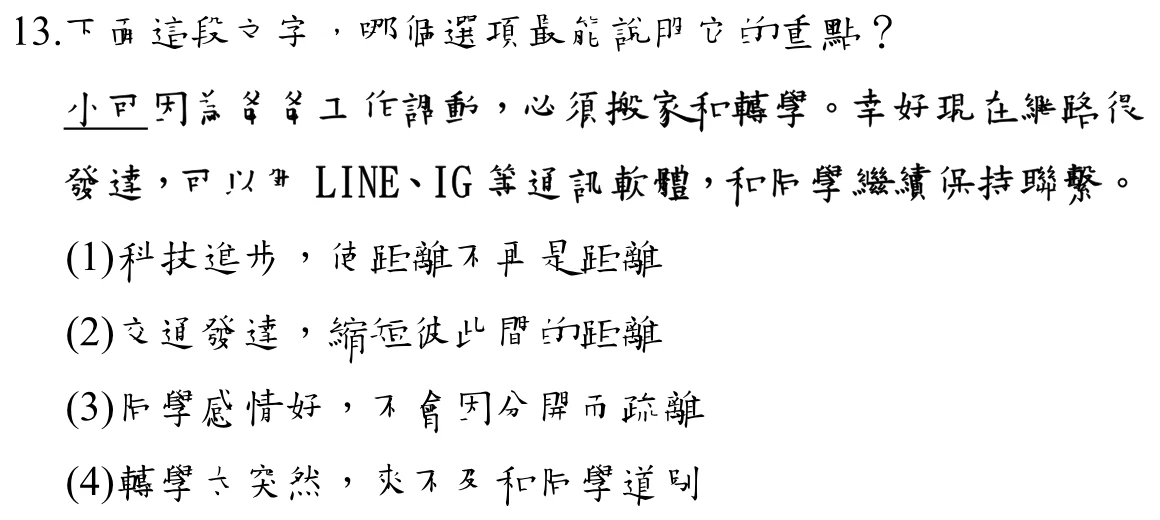 13.下面這段文字，哪個選項最能說明它的重點？
小可因為爸爸工作調動，必須搬家和轉學。幸好現在網路很
發達，可以用 LINE、IG 等通訊軟體，和同學繼續保持聯繫。
(1)科技進步，使距離不再是距離
(2)交通發達，縮短彼此間的距離
(3)同學感情好，不會因分開而疏離
(4)轉學太突然，來不及和同學道別